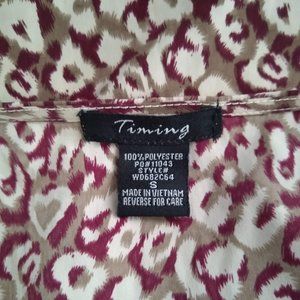 Timing
100% POLYESTER
PO#11043
STYLE#
WD682C64
S
MADE IN VIETNAM
REVERSE FOR CARE